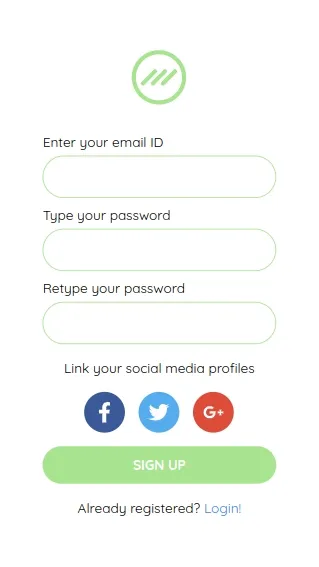 Enter your email ID
Type your password
Retype your password
Link your social media profiles
f G+
SIGN UP
Already registered? Login!